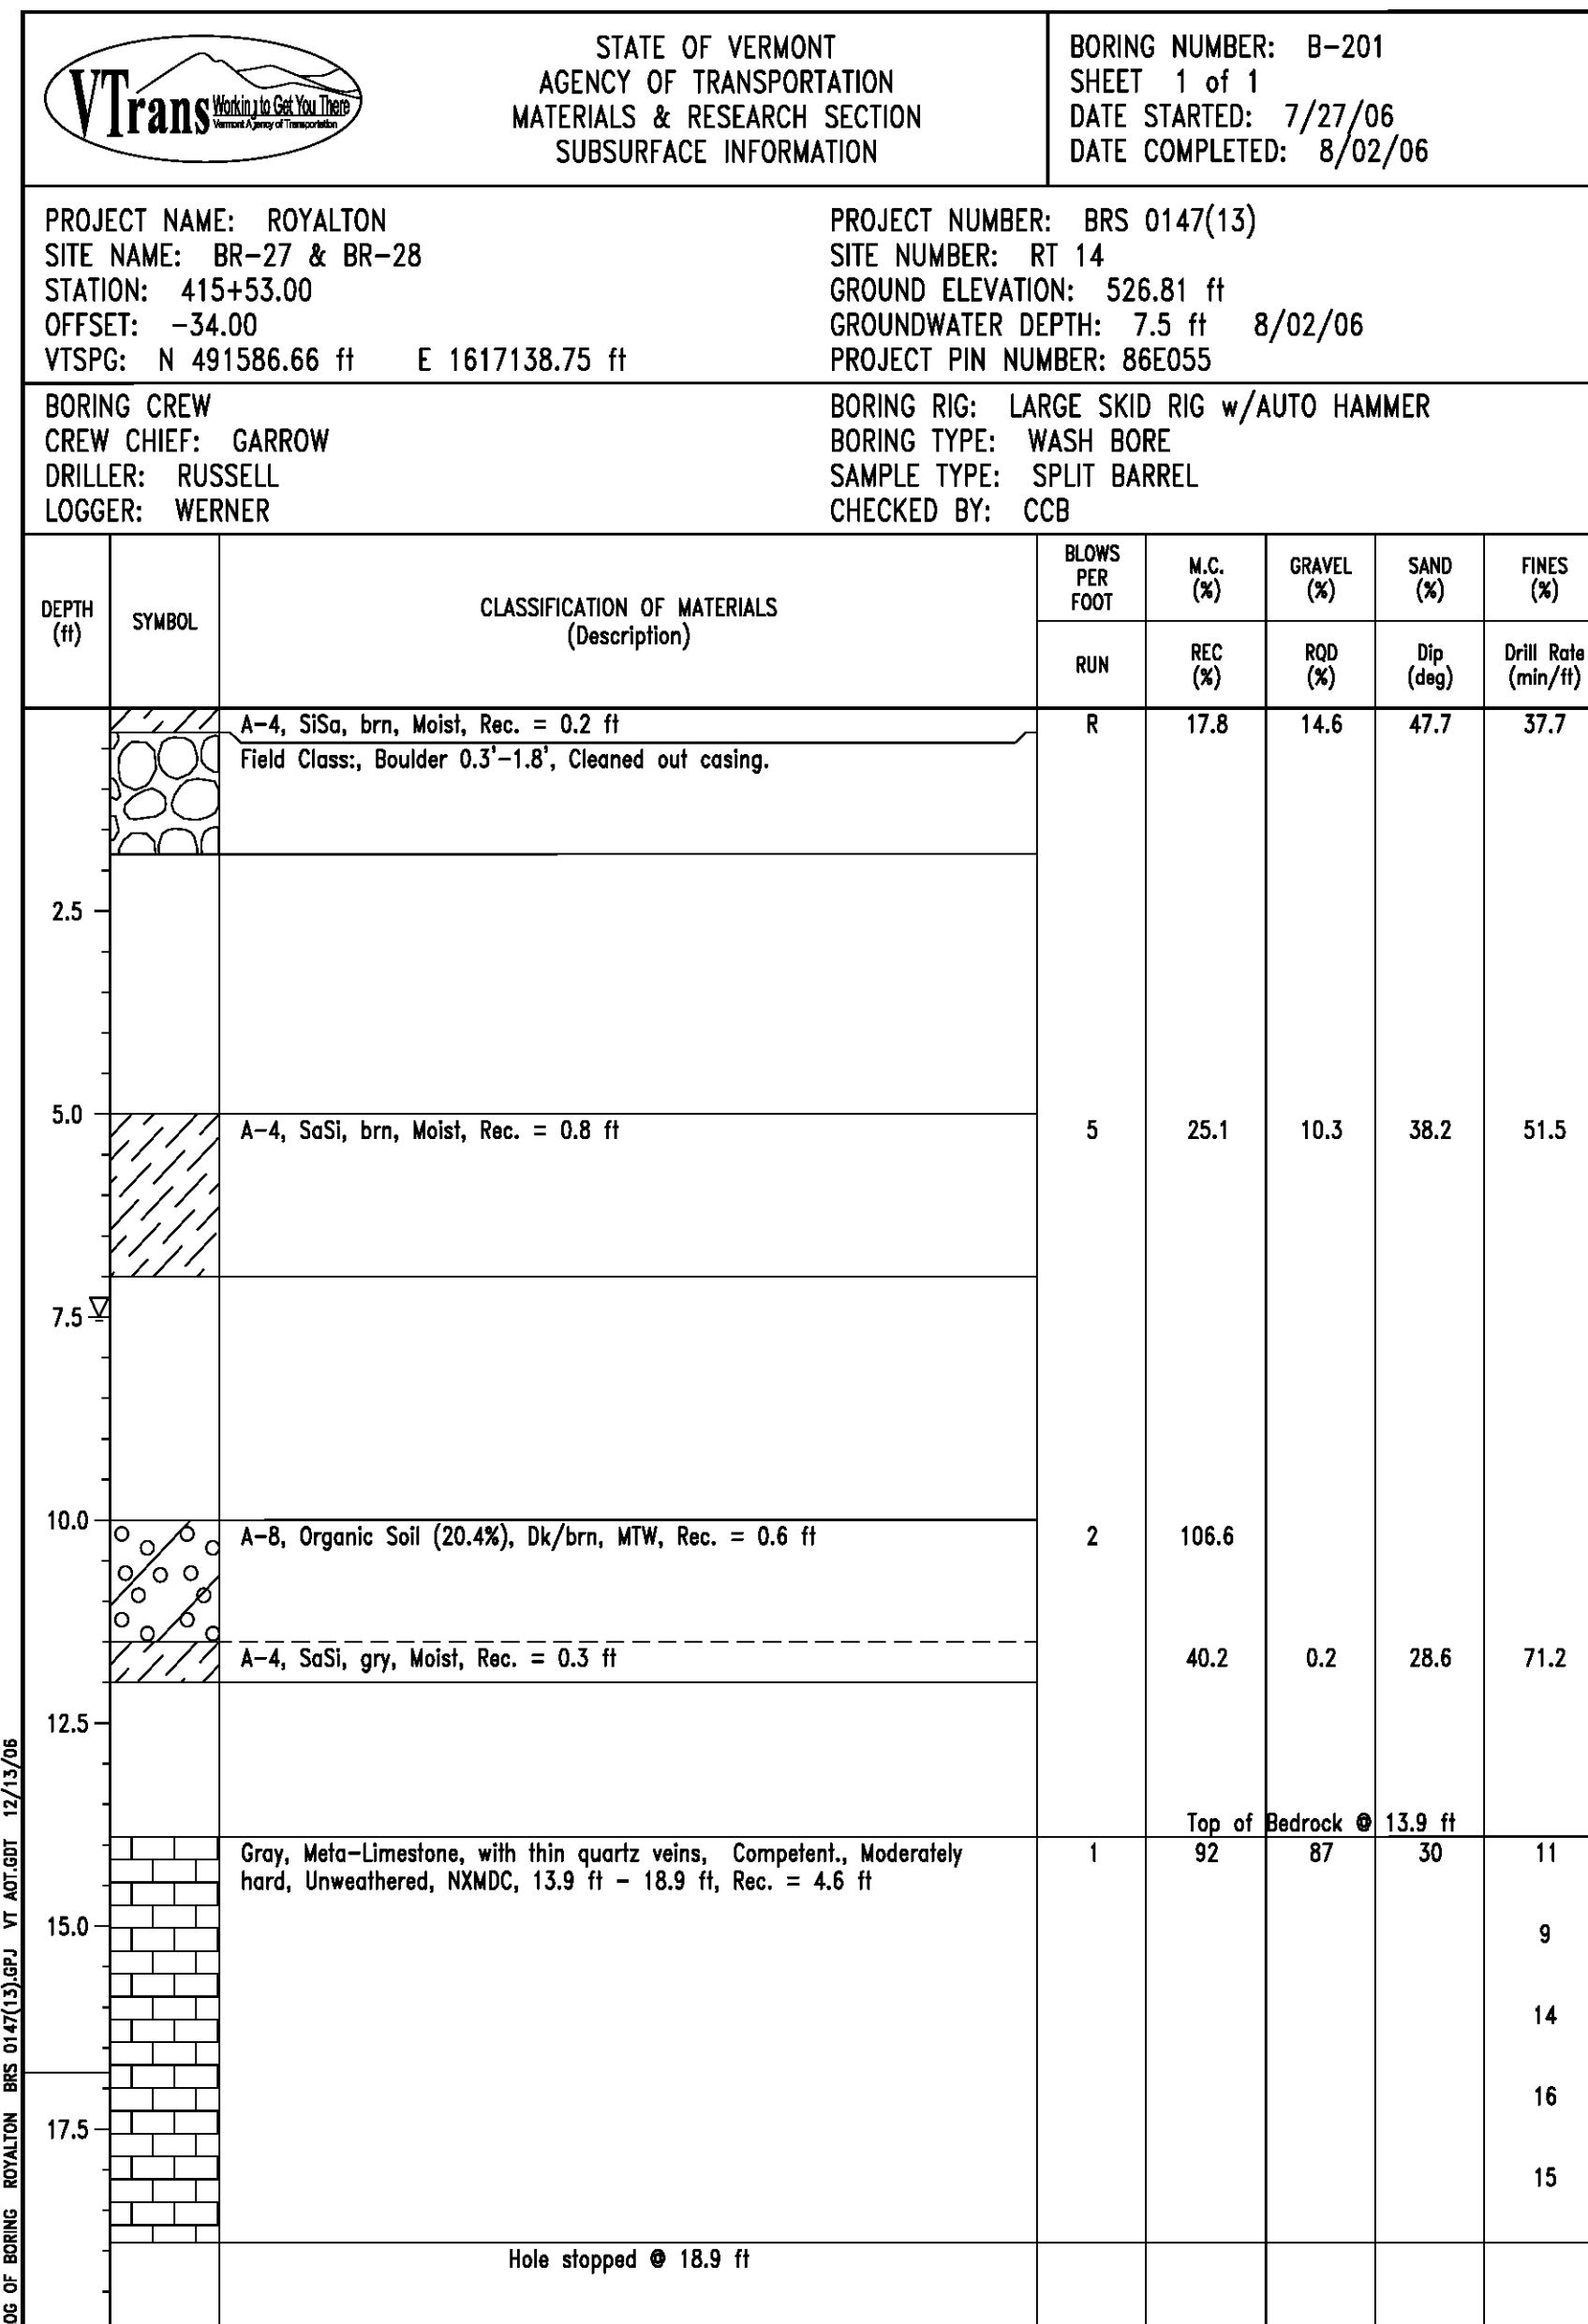 VTrans Working to Get You There
Vermont Agency of Transportation
STATE OF VERMONT
AGENCY OF TRANSPORTATION
MATERIALS & RESEARCH SECTION
SUBSURFACE INFORMATION
BORING NUMBER: B-201
SHEET 1 of 1
DATE STARTED: 7/27/06
DATE COMPLETED: 8/02/06
PROJECT NAME: ROYALTON
SITE NAME: BR-27 & BR-28
STATION: 415+53.00
OFFSET: -34.00
VTSPG: N 491586.66 ft E 1617138.75 ft
PROJECT NUMBER: BRS 0147(13)
SITE NUMBER: RT 14
GROUND ELEVATION: 526.81 ft
GROUNDWATER DEPTH: 7.5 ft 8/02/06
PROJECT PIN NUMBER: 86E055
BORING CREW
CREW CHIEF: GARROW
DRILLER: RUSSELL
LOGGER: WERNER
BORING RIG: LARGE SKID RIG w/AUTO HAMMER
BORING TYPE: WASH BORE
SAMPLE TYPE: SPLIT BARREL
CHECKED BY: CCB
DEPTH
(ft)
SYMBOL
CLASSIFICATION OF MATERIALS
(Description)
BLOWS
PER
FOOT
M.C.
(%)
GRAVEL
(%)
SAND
(%)
FINES
(%)
RUN
REC
(%)
RQD
(%)
Dip
(deg)
Drill Rate
(min/ft)
A-4, SiSa, brn, Moist, Rec. = 0.2 ft R 17.8 14.6 47.7 37.7
Field Class:, Boulder 0.3'-1.8', Cleaned out casing.
2.5
5.0
A-4, SaSi, brn, Moist, Rec. = 0.8 ft 5 25.1 10.3 38.2 51.5
7.5
10.0
A-8, Organic Soil (20.4%), Dk/brn, MTW, Rec. = 0.6 ft 2 106.6
A-4, SaSi, gry, Moist, Rec. = 0.3 ft 40.2 0.2 28.6 71.2
12.5
Top of Bedrock @ 13.9 ft
Gray, Meta-Limestone, with thin quartz veins, Competent., Moderately 1 92 87 30 11
hard, Unweathered, NXMDC, 13.9 ft - 18.9 ft, Rec. = 4.6 ft
15.0
9
14
16
17.5
15
Hole stopped @ 18.9 ft
OG OF BORING ROYALTON BRS 0147(13).GPJ VT AOT.GDT 12/13/06